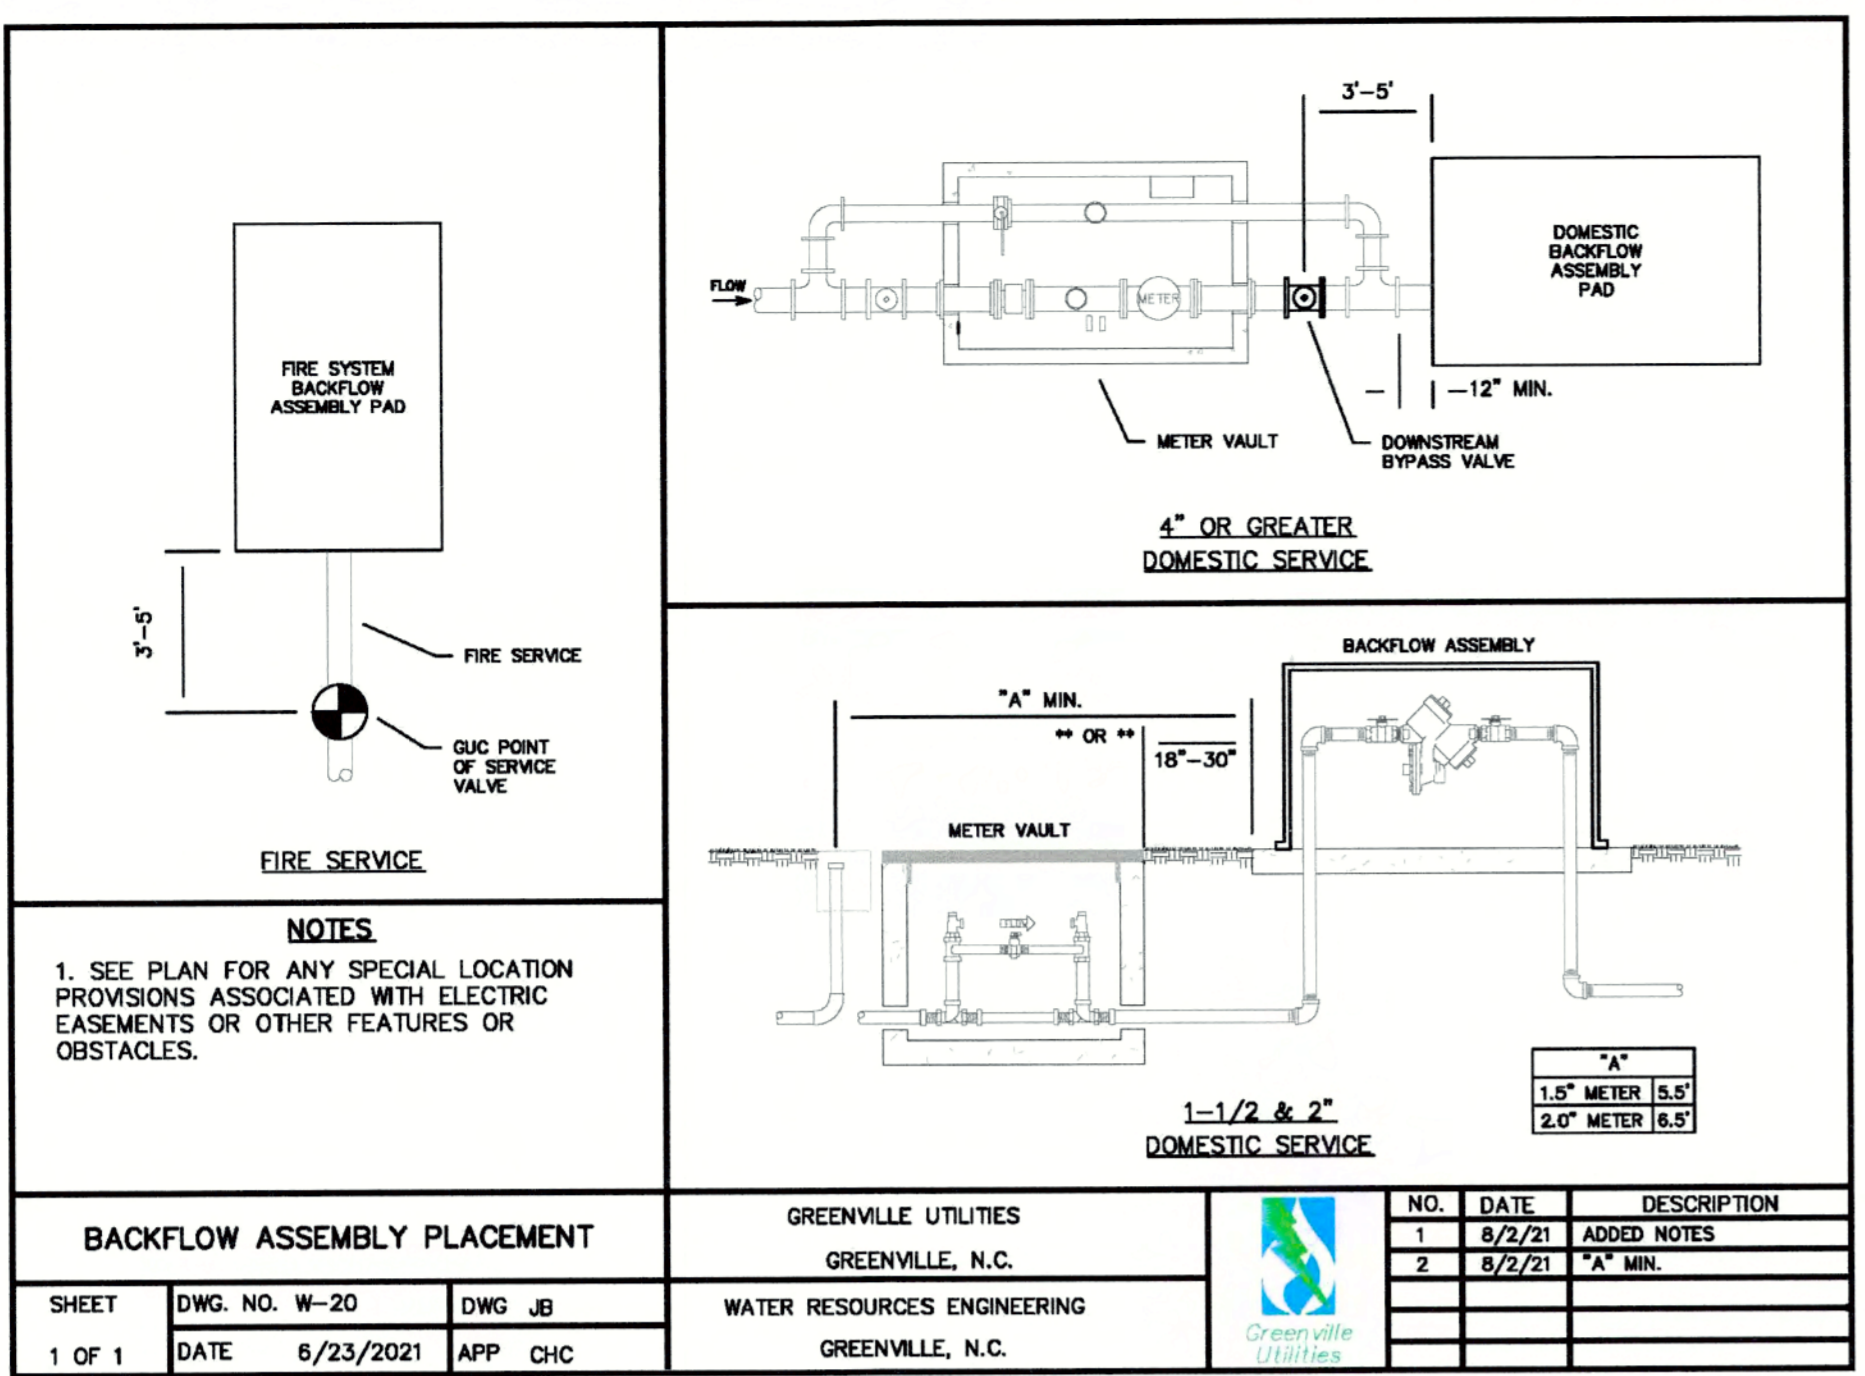 FIRE SYSTEM
BACKFLOW
ASSEMBLY PAD
3'-5'
FIRE SERVICE
GUC POINT
OF SERVICE
VALVE
FIRE SERVICE
3'-5'
FLOW
METER
DOMESTIC
BACKFLOW
ASSEMBLY
PAD
12" MIN.
METER VAULT
DOWNSTREAM
BYPASS VALVE
4" OR GREATER
DOMESTIC SERVICE
BACKFLOW ASSEMBLY
"A" MIN.
** OR **
18"-30"
METER VAULT
"A"
1.5" METER 5.5'
2.0" METER 6.5'
1-1/2 & 2"
DOMESTIC SERVICE
NOTES
1. SEE PLAN FOR ANY SPECIAL LOCATION
PROVISIONS ASSOCIATED WITH ELECTRIC
EASEMENTS OR OTHER FEATURES OR
OBSTACLES.
BACKFLOW ASSEMBLY PLACEMENT
SHEET
1 OF 1
DWG. NO. W-20
DWG JB
DATE 6/23/2021
APP CHC
GREENVILLE UTILITIES
GREENVILLE, N.C.
WATER RESOURCES ENGINEERING
GREENVILLE, N.C.
Greenville
Utilities
NO. DATE DESCRIPTION
1 8/2/21 ADDED NOTES
2 8/2/21 "A" MIN.